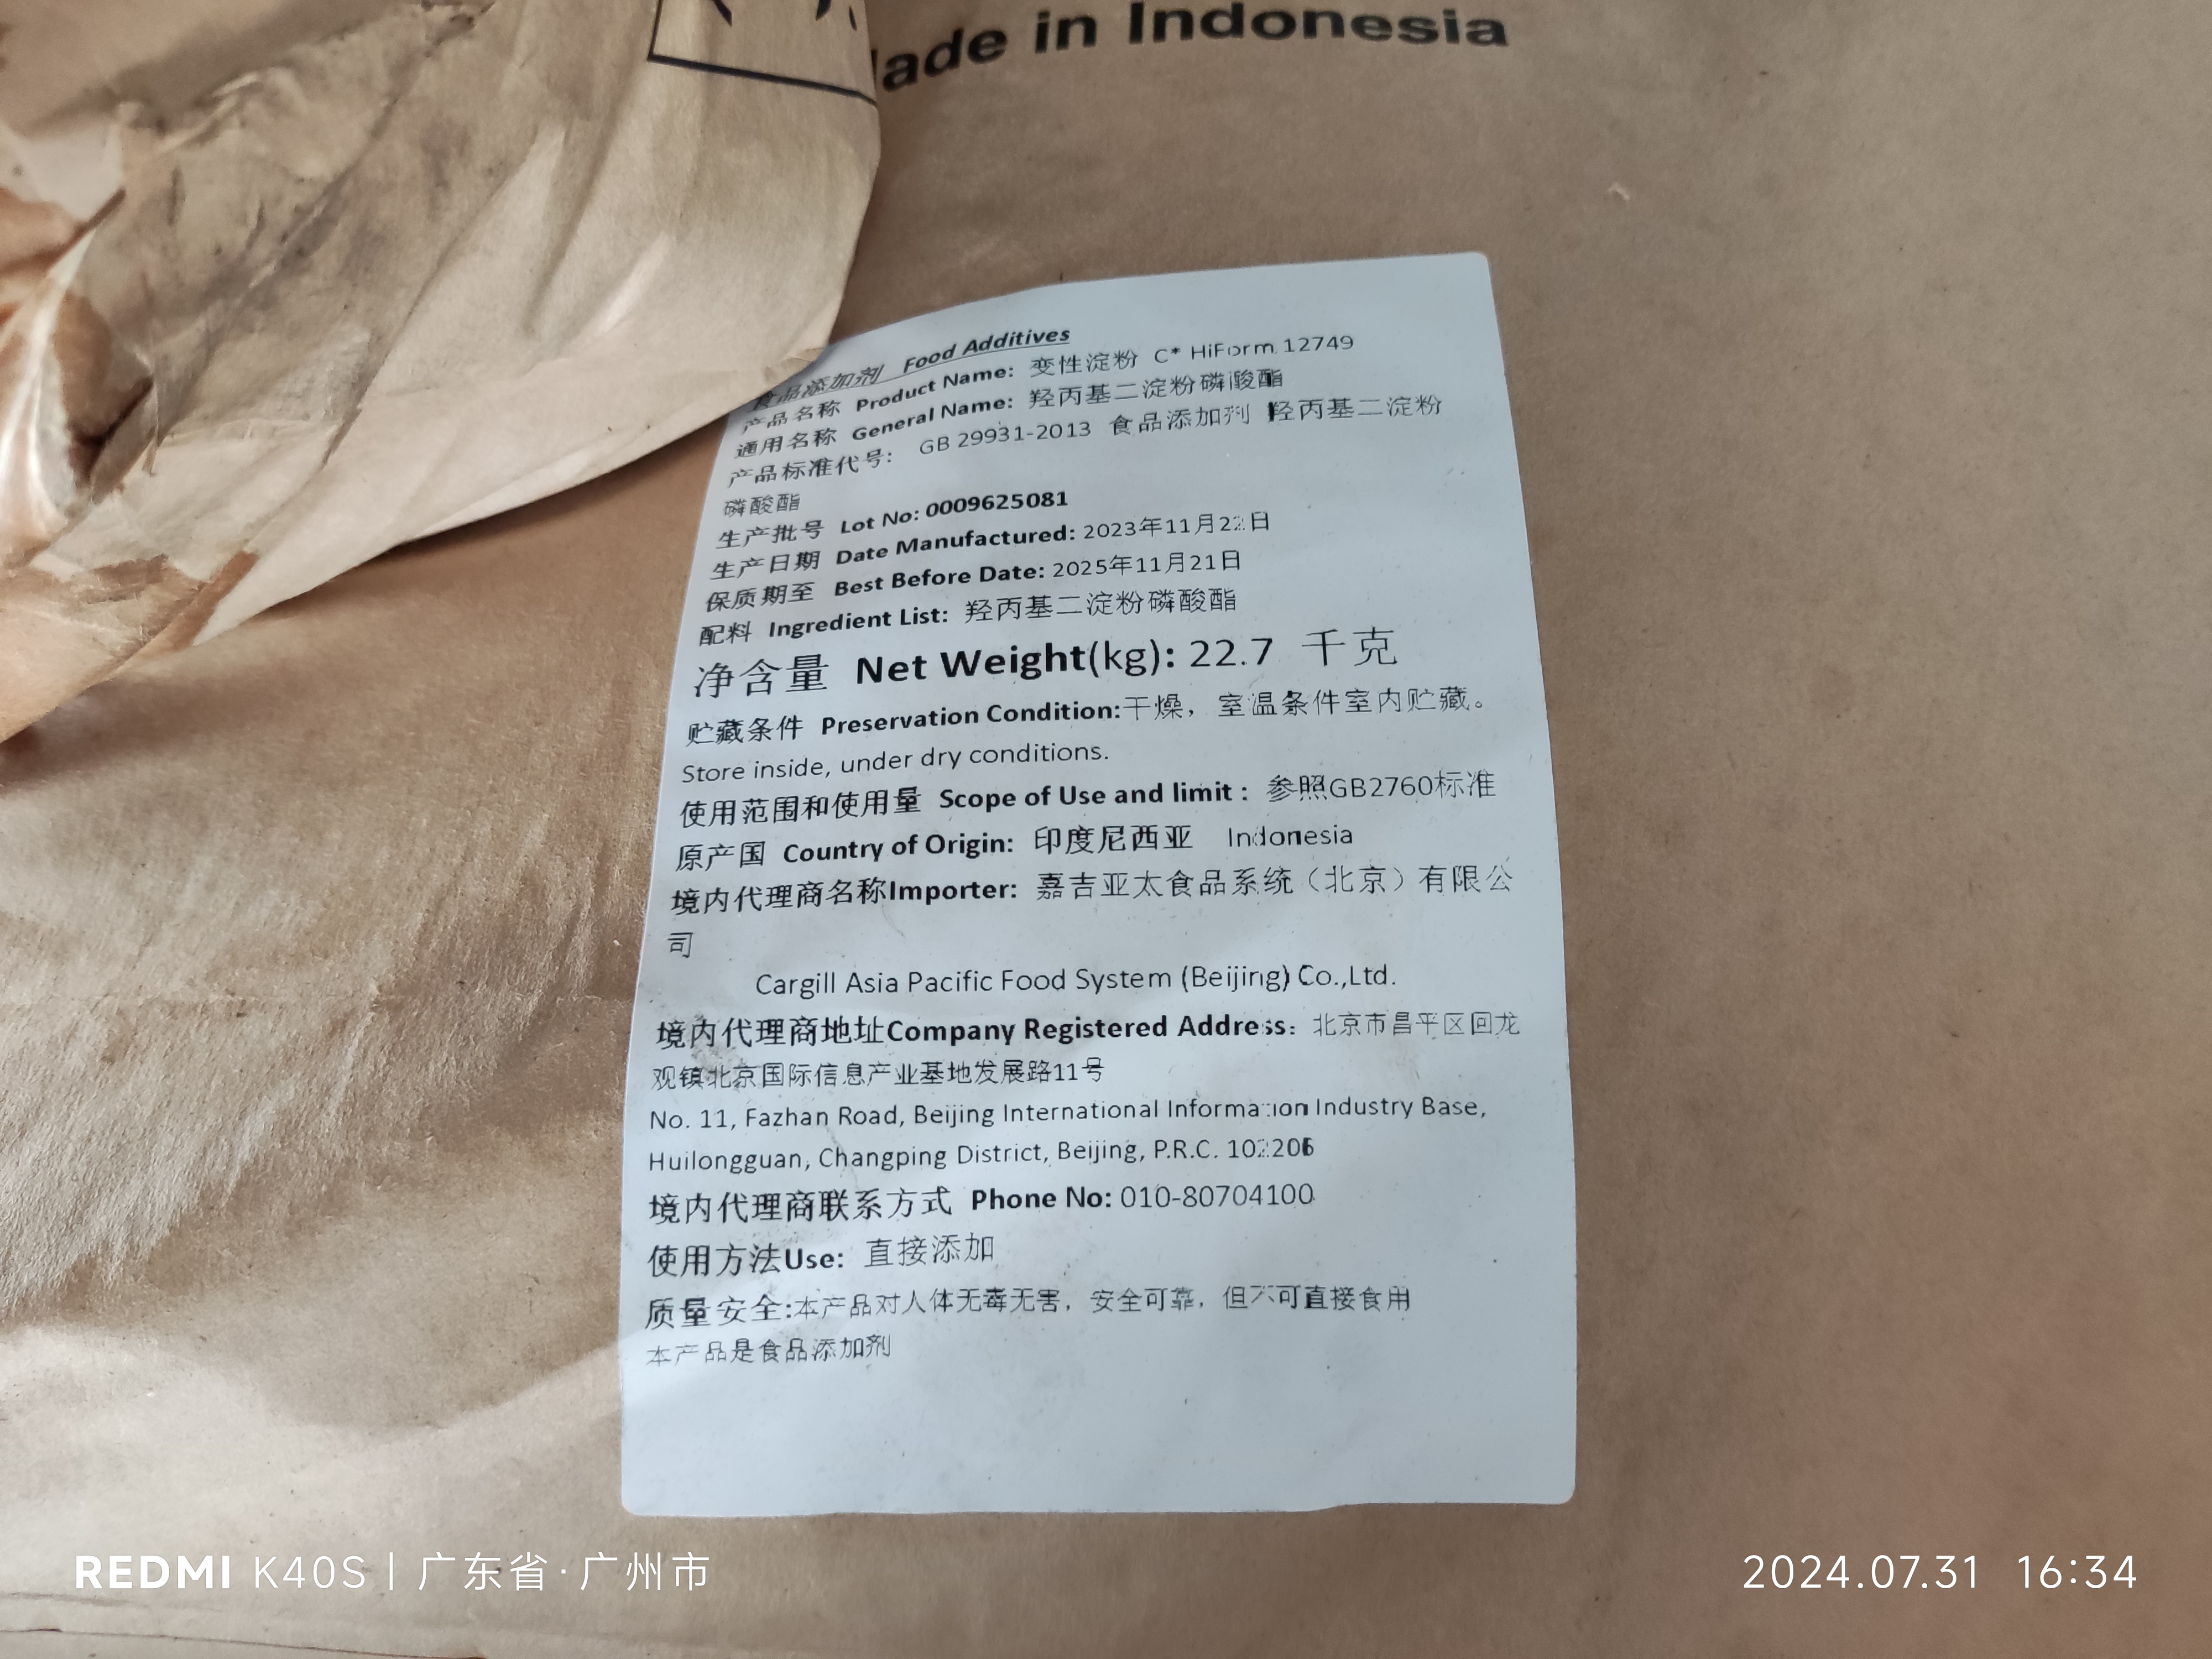 ade in Indonesia
食品添加剂 Food Additives
产品名称 Product Name: 变性淀粉 C* HiForm 12749
通用名称 General Name: 羟丙基二淀粉磷酸酯
产品标准代号: GB 29931-2013 食品添加剂 羟丙基二淀粉
磷酸酯
生产批号 Lot No: 0009625081
生产日期 Date Manufactured: 2023年11月22日
保质期至 Best Before Date: 2025年11月21日
配料 Ingredient List: 羟丙基二淀粉磷酸酯
净含量 Net Weight(kg): 22.7 千克
贮藏条件 Preservation Condition:干燥，室温条件室内贮藏。
Store inside, under dry conditions.
使用范围和使用量 Scope of Use and limit : 参照GB2760标准
原产国 Country of Origin: 印度尼西亚 Indonesia
境内代理商名称Importer: 嘉吉亚太食品系统（北京）有限公
司
Cargill Asia Pacific Food System (Beijing) Co.,Ltd.
境内代理商地址Company Registered Address: 北京市昌平区回龙
观镇北京国际信息产业基地发展路11号
No. 11, Fazhan Road, Beijing International Information Industry Base,
Huilongguan, Changping District, Beijing, P.R.C. 102206
境内代理商联系方式 Phone No: 010-80704100
使用方法Use: 直接添加
质量安全:本产品对人体无毒无害，安全可靠，但不可直接食用
本产品是食品添加剂
REDMI K40S | 广东省·广州市
2024.07.31 16:34